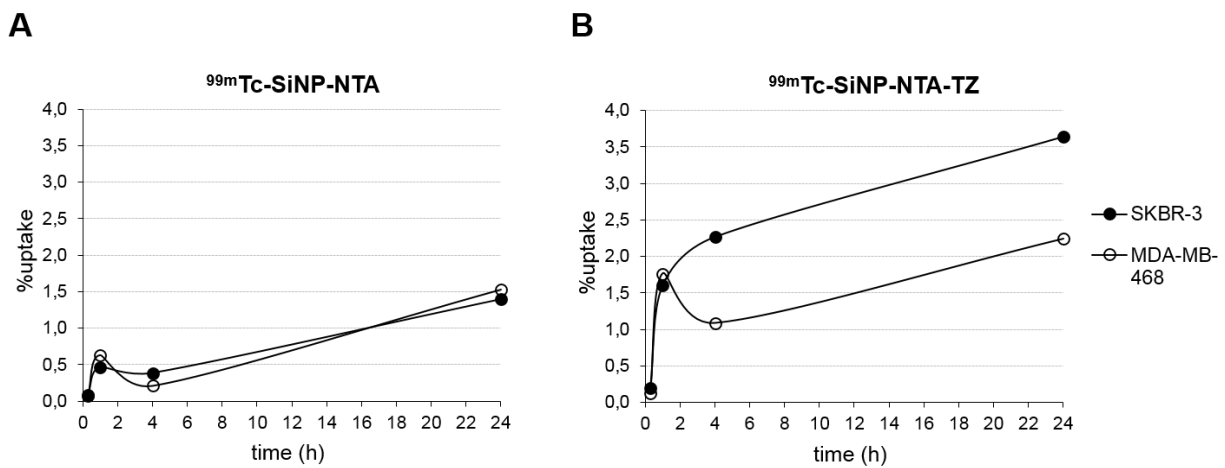 A
B
99mTc-SiNP-NTA
99mTc-SiNP-NTA-TZ
4,0
3,5
3,0
2,5
2,0
1,5
1,0
0,5
0,0
%uptake
0 2 4 6 8 10 12 14 16 18 20 22 24
time (h)
4,0
3,5
3,0
2,5
2,0
1,5
1,0
0,5
0,0
%uptake
0 2 4 6 8 10 12 14 16 18 20 22 24
time (h)
SKBR-3
MDA-MB-
468